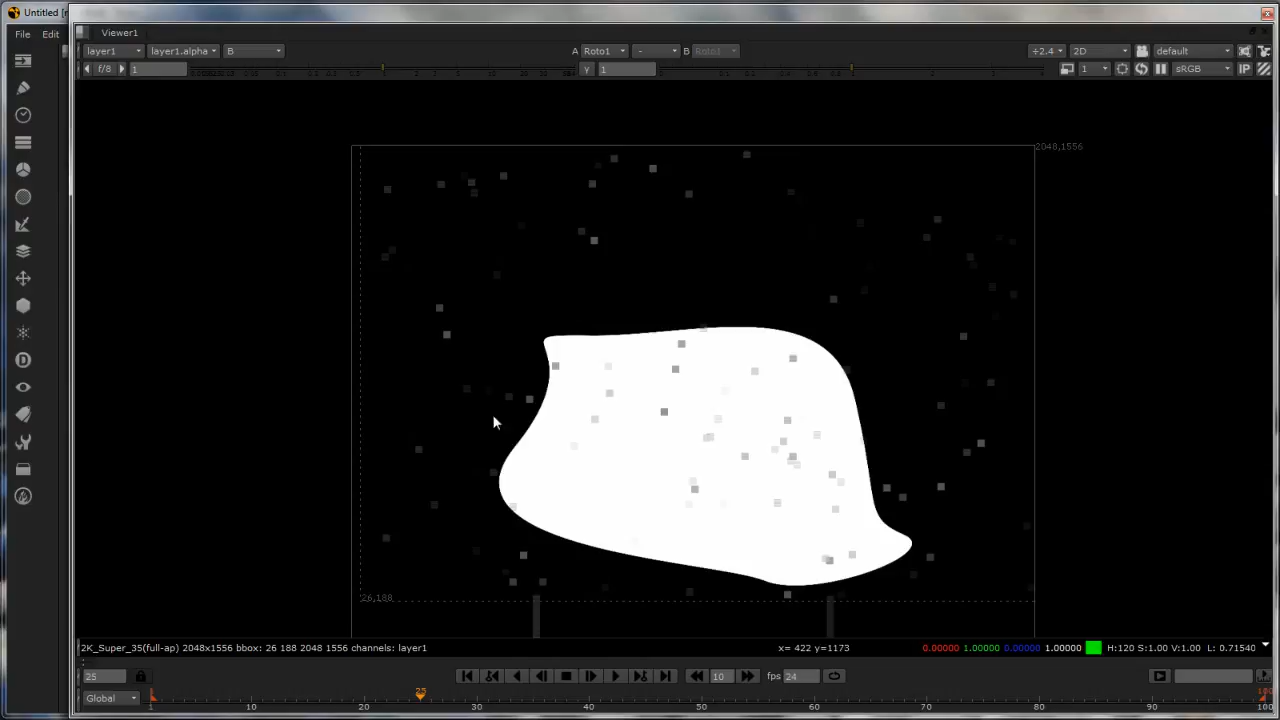 Untitled [
File Edit
Viewer1
layer1 layer1.alpha B A Roto1 - B Roto1 ÷2.4 2D default
f/8 1 Y 1 1 sRGB IP
2048,1556
26,188
2K_Super_35(full-ap) 2048x1556 bbox: 26 188 2048 1556 channels: layer1 x= 422 y=1173 0.00000 1.00000 0.00000 1.00000 H:120 S:1.00 V:1.00 L: 0.71540
25 10 fps 24
Global 1 20 25 30 40 50 60 70 80 90 100